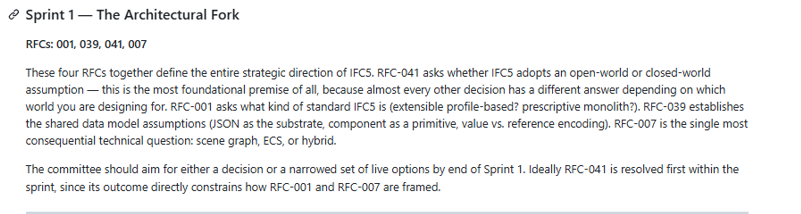 Sprint 1 — The Architectural Fork
RFCs: 001, 039, 041, 007
These four RFCs together define the entire strategic direction of IFC5. RFC-041 asks whether IFC5 adopts an open-world or closed-world
assumption — this is the most foundational premise of all, because almost every other decision has a different answer depending on which
world you are designing for. RFC-001 asks what kind of standard IFC5 is (extensible profile-based? prescriptive monolith?). RFC-039 establishes
the shared data model assumptions (JSON as the substrate, component as a primitive, value vs. reference encoding). RFC-007 is the single most
consequential technical question: scene graph, ECS, or hybrid.
The committee should aim for either a decision or a narrowed set of live options by end of Sprint 1. Ideally RFC-041 is resolved first within the
sprint, since its outcome directly constrains how RFC-001 and RFC-007 are framed.